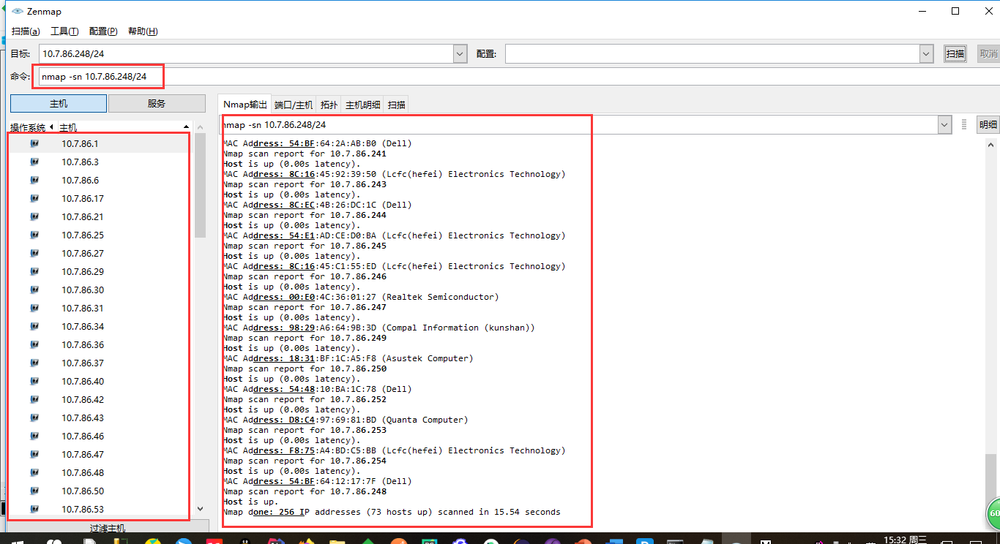 Zenmap
扫描(a) 工具(T) 配置(P) 帮助(H)
目标: 10.7.86.248/24 配置: 扫描 取消
命令: nmap -sn 10.7.86.248/24
主机 服务
Nmap输出 端口/主机 拓扑 主机明细 扫描
操作系统 主机
nmap -sn 10.7.86.248/24 明细
10.7.86.1
10.7.86.3
10.7.86.6
10.7.86.17
10.7.86.21
10.7.86.25
10.7.86.27
10.7.86.29
10.7.86.30
10.7.86.31
10.7.86.34
10.7.86.36
10.7.86.37
10.7.86.40
10.7.86.42
10.7.86.43
10.7.86.46
10.7.86.47
10.7.86.48
10.7.86.50
10.7.86.53
过滤主机
MAC Address: 54:BF:64:2A:AB:B0 (Dell)
Nmap scan report for 10.7.86.241
Host is up (0.00s latency).
MAC Address: 8C:16:45:92:39:50 (Lcfc(hefei) Electronics Technology)
Nmap scan report for 10.7.86.243
Host is up (0.00s latency).
MAC Address: 8C:EC:4B:26:DC:1C (Dell)
Nmap scan report for 10.7.86.244
Host is up (0.00s latency).
MAC Address: 54:E1:AD:CE:D0:BA (Lcfc(hefei) Electronics Technology)
Nmap scan report for 10.7.86.245
Host is up (0.00s latency).
MAC Address: 8C:16:45:C1:55:ED (Lcfc(hefei) Electronics Technology)
Nmap scan report for 10.7.86.246
Host is up (0.00s latency).
MAC Address: 00:E0:4C:36:01:27 (Realtek Semiconductor)
Nmap scan report for 10.7.86.247
Host is up (0.00s latency).
MAC Address: 98:29:A6:64:9B:3D (Compal Information (kunshan))
Nmap scan report for 10.7.86.249
Host is up (0.00s latency).
MAC Address: 18:31:BF:1C:A5:F8 (Asustek Computer)
Nmap scan report for 10.7.86.250
Host is up (0.00s latency).
MAC Address: 54:48:10:BA:1C:78 (Dell)
Nmap scan report for 10.7.86.252
Host is up (0.00s latency).
MAC Address: D8:C4:97:69:81:BD (Quanta Computer)
Nmap scan report for 10.7.86.253
Host is up (0.00s latency).
MAC Address: F8:75:A4:BD:C5:BB (Lcfc(hefei) Electronics Technology)
Nmap scan report for 10.7.86.254
Host is up (0.00s latency).
MAC Address: 54:BF:64:12:17:7F (Dell)
Nmap scan report for 10.7.86.248
Host is up.
Nmap done: 256 IP addresses (73 hosts up) scanned in 15.54 seconds
60
15:32 周三